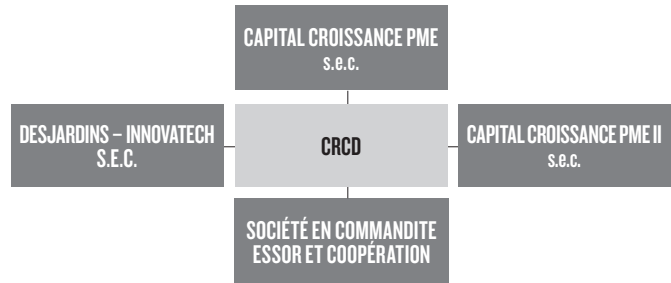 CAPITAL CROISSANCE PME
s.e.c.
DESJARDINS – INNOVATECH
S.E.C.
CRCD
CAPITAL CROISSANCE PME II
s.e.c.
SOCIÉTÉ EN COMMANDITE
ESSOR ET COOPÉRATION